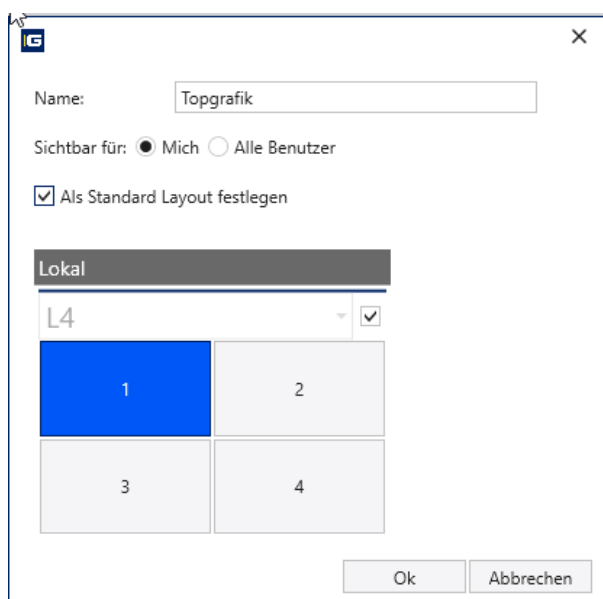 G
Name: Topgrafik
Sichtbar für: Mich Alle Benutzer
Als Standard Layout festlegen
Lokal
L4
1 2
3 4
Ok Abbrechen